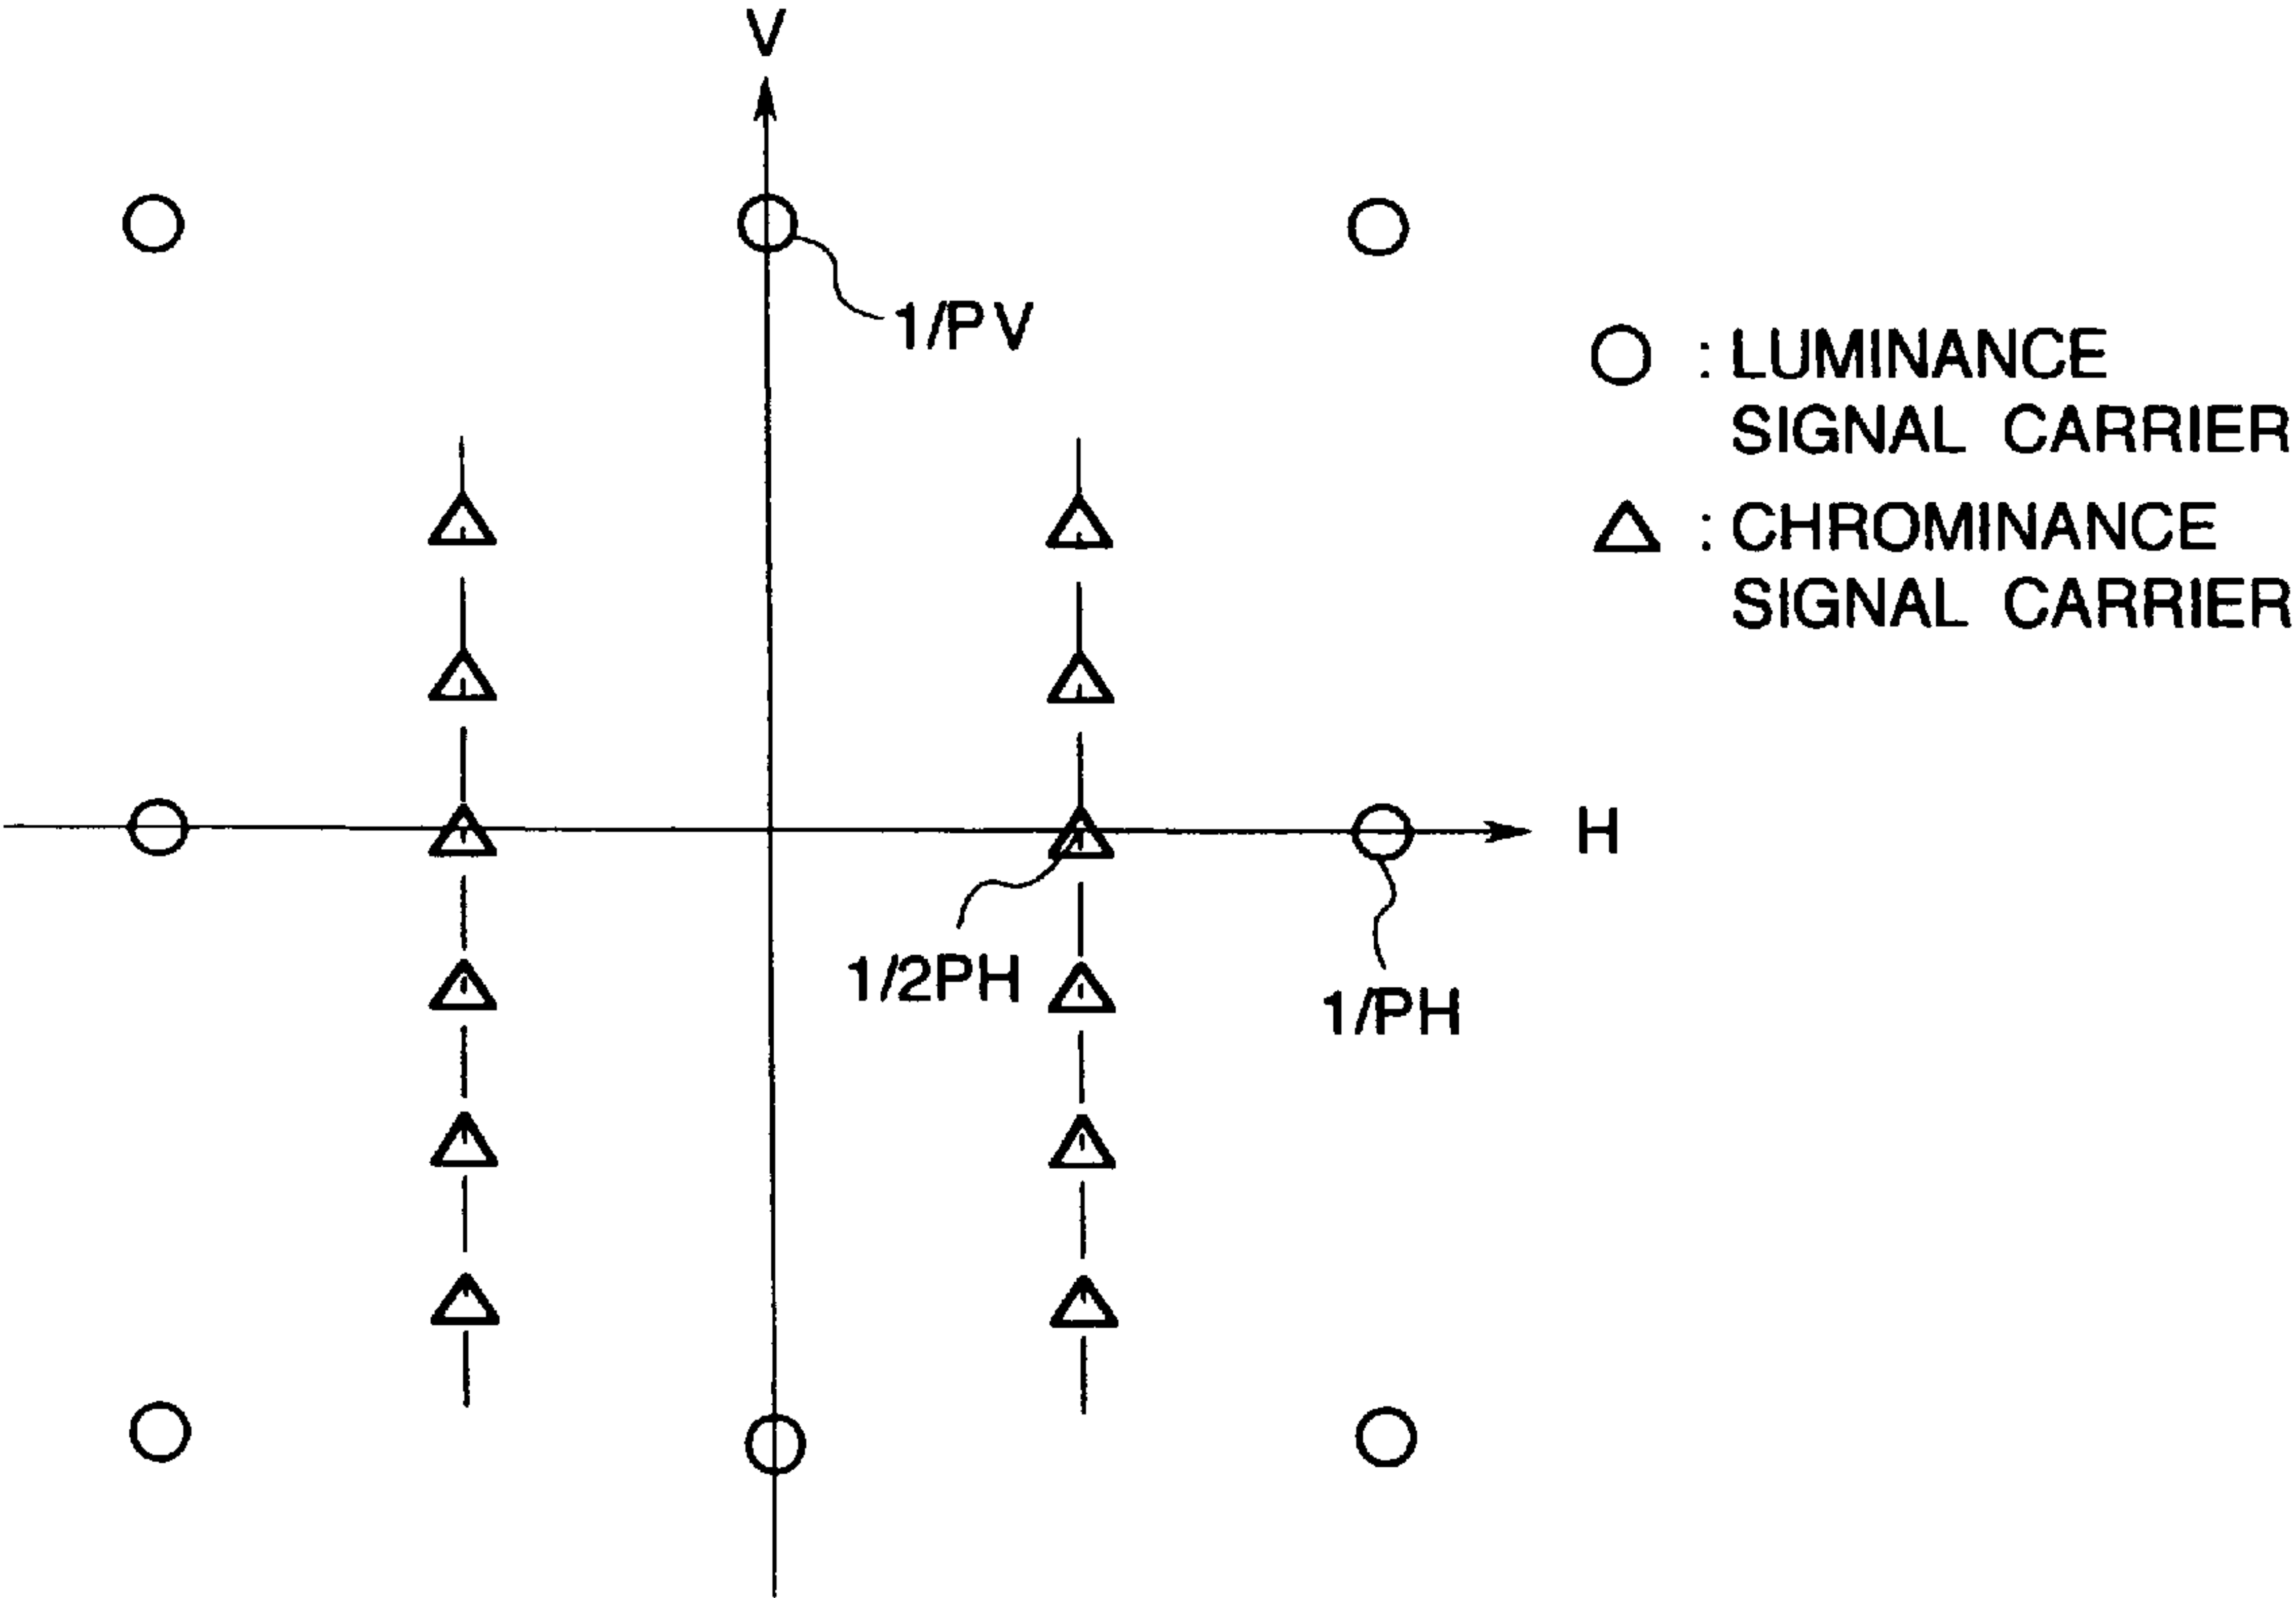 V
1/PV
: LUMINANCE
SIGNAL CARRIER
: CHROMINANCE
SIGNAL CARRIER
H
1/2PH
1/PH